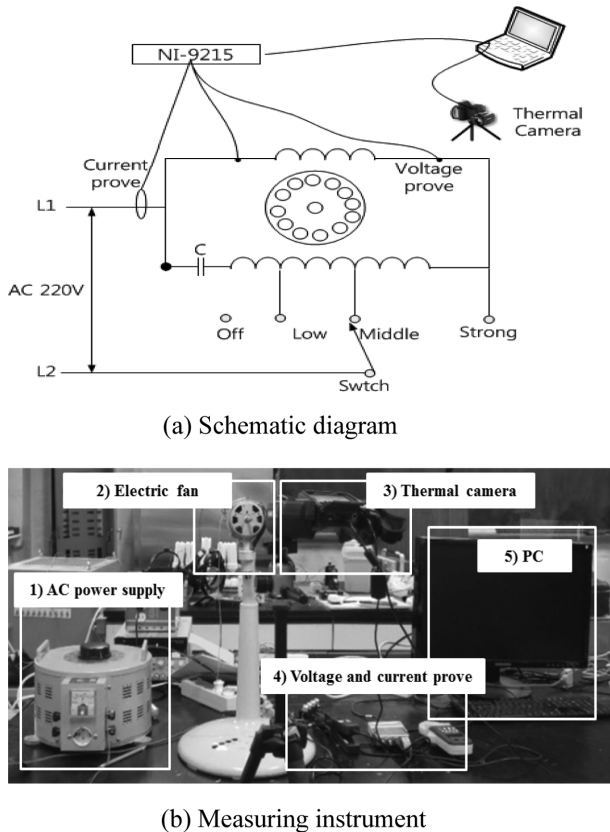 NI-9215
Thermal
Camera
Current
prove
Voltage
prove
L1
C
AC 220V
Off
Low
Middle
Strong
L2
Swtch
(a) Schematic diagram
2) Electric fan
3) Thermal camera
5) PC
1) AC power supply
4) Voltage and current prove
(b) Measuring instrument